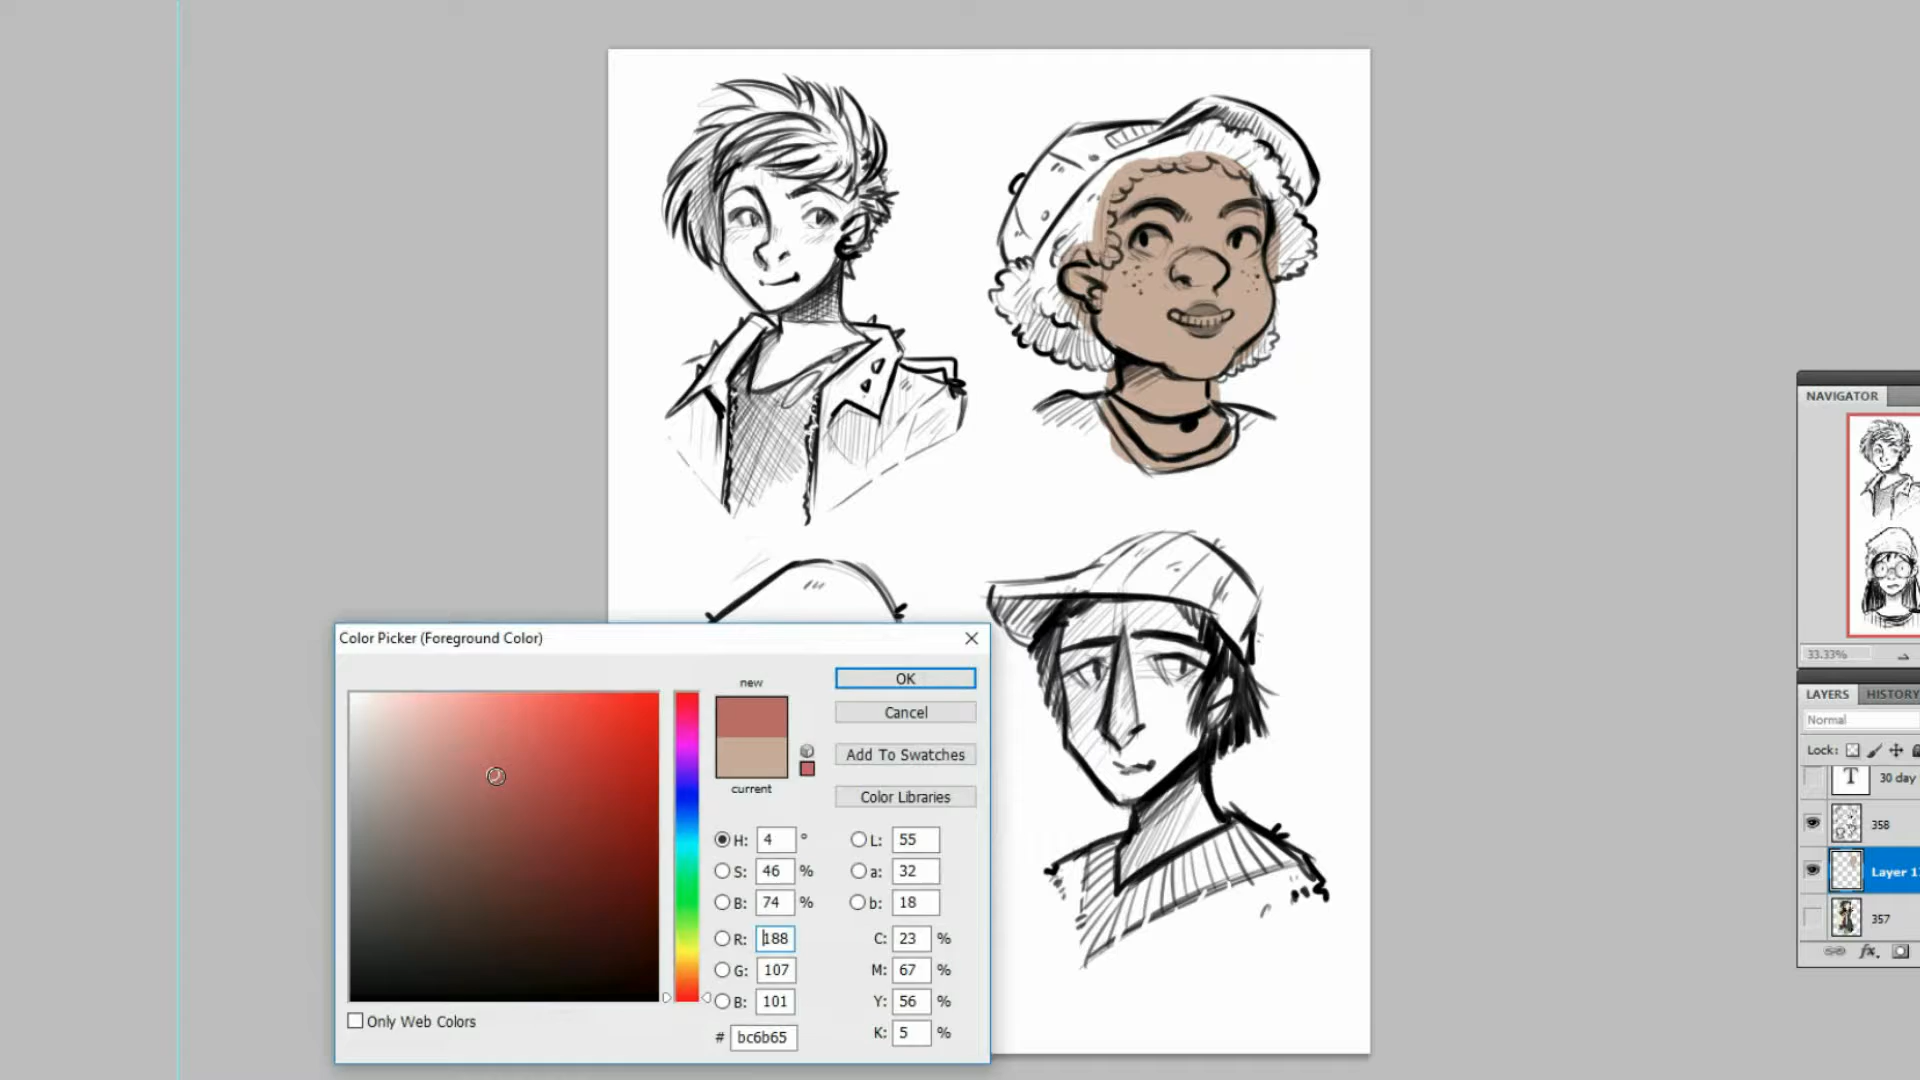 Color Picker (Foreground Color)
new
current
OK
Cancel
Add To Swatches
Color Libraries
H: 4 °
S: 46 %
B: 74 %
R: 188
G: 107
B: 101
# bc6b65
L: 55
a: 32
b: 18
C: 23 %
M: 67 %
Y: 56 %
K: 5 %
Only Web Colors
NAVIGATOR
33.33%
LAYERS HISTORY
Normal
Lock:
T 30 day
358
Layer 1
357
fx.